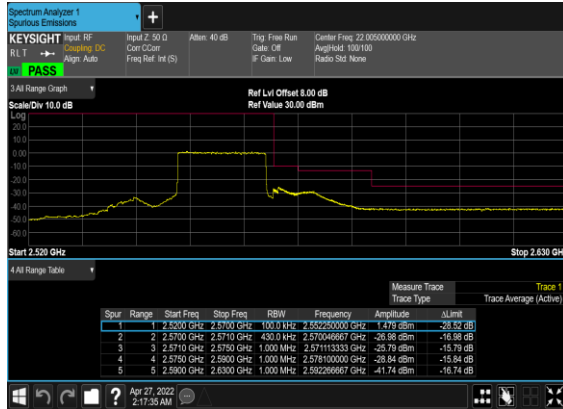 Spectrum Analyzer 1
Spurious Emissions
+
KEYSIGHT Input: RF Input Z: 50 Ω Atten: 40 dB Trig: Free Run Center Freq: 22.005000000 GHz
RLT Coupling: DC Corr CCorr Gate: Off Avg|Hold: 100/100
Align: Auto Freq Ref: Int (S) IF Gain: Low Radio Std: None
PASS
3 All Range Graph
Ref Lvl Offset 8.00 dB
Scale/Div 10.0 dB Ref Value 30.00 dBm
Log
20.0
10.0
0.00
-10.0
-20.0
-30.0
-40.0
-50.0
-60.0
Start 2.520 GHz Stop 2.630 GH
4 All Range Table
Measure Trace Trace 1
Trace Type Trace Average (Active)
Spur Range Start Freq Stop Freq RBW Frequency Amplitude ΔLimit
1 1 2.5200 GHz 2.5700 GHz 100.0 kHz 2.552250000 GHz 1.479 dBm -28.52 dB
2 2 2.5700 GHz 2.5710 GHz 430.0 kHz 2.570046667 GHz -26.98 dBm -16.98 dB
3 3 2.5710 GHz 2.5750 GHz 1.000 MHz 2.571113333 GHz -25.79 dBm -15.79 dB
4 4 2.5750 GHz 2.5900 GHz 1.000 MHz 2.578100000 GHz -28.84 dBm -15.84 dB
5 5 2.5900 GHz 2.6300 GHz 1.000 MHz 2.592266667 GHz -41.74 dBm -16.74 dB
? Apr 27, 2022
2:17:35 AM